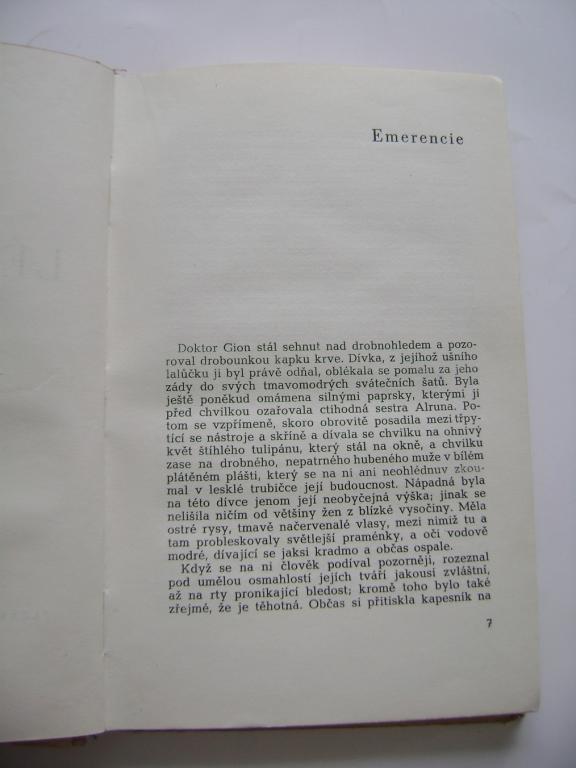 Emerencie
Doktor Gion stál sehnut nad drobnohledem a pozo-
roval drobounkou kapku krve. Dívka, z jejíhož ušního
lalůčku ji byl právě odňal, oblékala se pomalu za jeho
zády do svých tmavomodrých svátečních šatů. Byla
ještě poněkud omámena silnými paprsky, kterými ji
před chvilkou ozařovala ctihodná sestra Alruna. Po-
tom se vzpřímeně, skoro obrovitě posadila mezi třpy-
tící se nástroje a skříně a dívala se chvilku na ohnivý
květ štíhlého tulipánu, který stál na okně, a chvilku
zase na drobného, nepatrného hubeného muže v bílém
plátěném plášti, který se na ni ani neohlédnuv zkou-
mal v lesklé trubičce její budoucnost. Nápadná byla
na této dívce jenom její neobyčejná výška; jinak se
nelišila ničím od většiny žen z blízké vysočiny. Měla
ostré rysy, tmavě načervenalé vlasy, mezi nimiž tu a
tam probleskovaly světlejší praménky, a oči vodově
modré, dívající se jaksi kradmo a občas ospale.
Když se na ni člověk podíval pozorněji, rozeznal
pod umělou osmahlostí jejích tváří jakousi zvláštní,
až na rty pronikající bledost; kromě toho bylo také
zřejmé, že je těhotná. Občas si přitiskla kapesník na
7